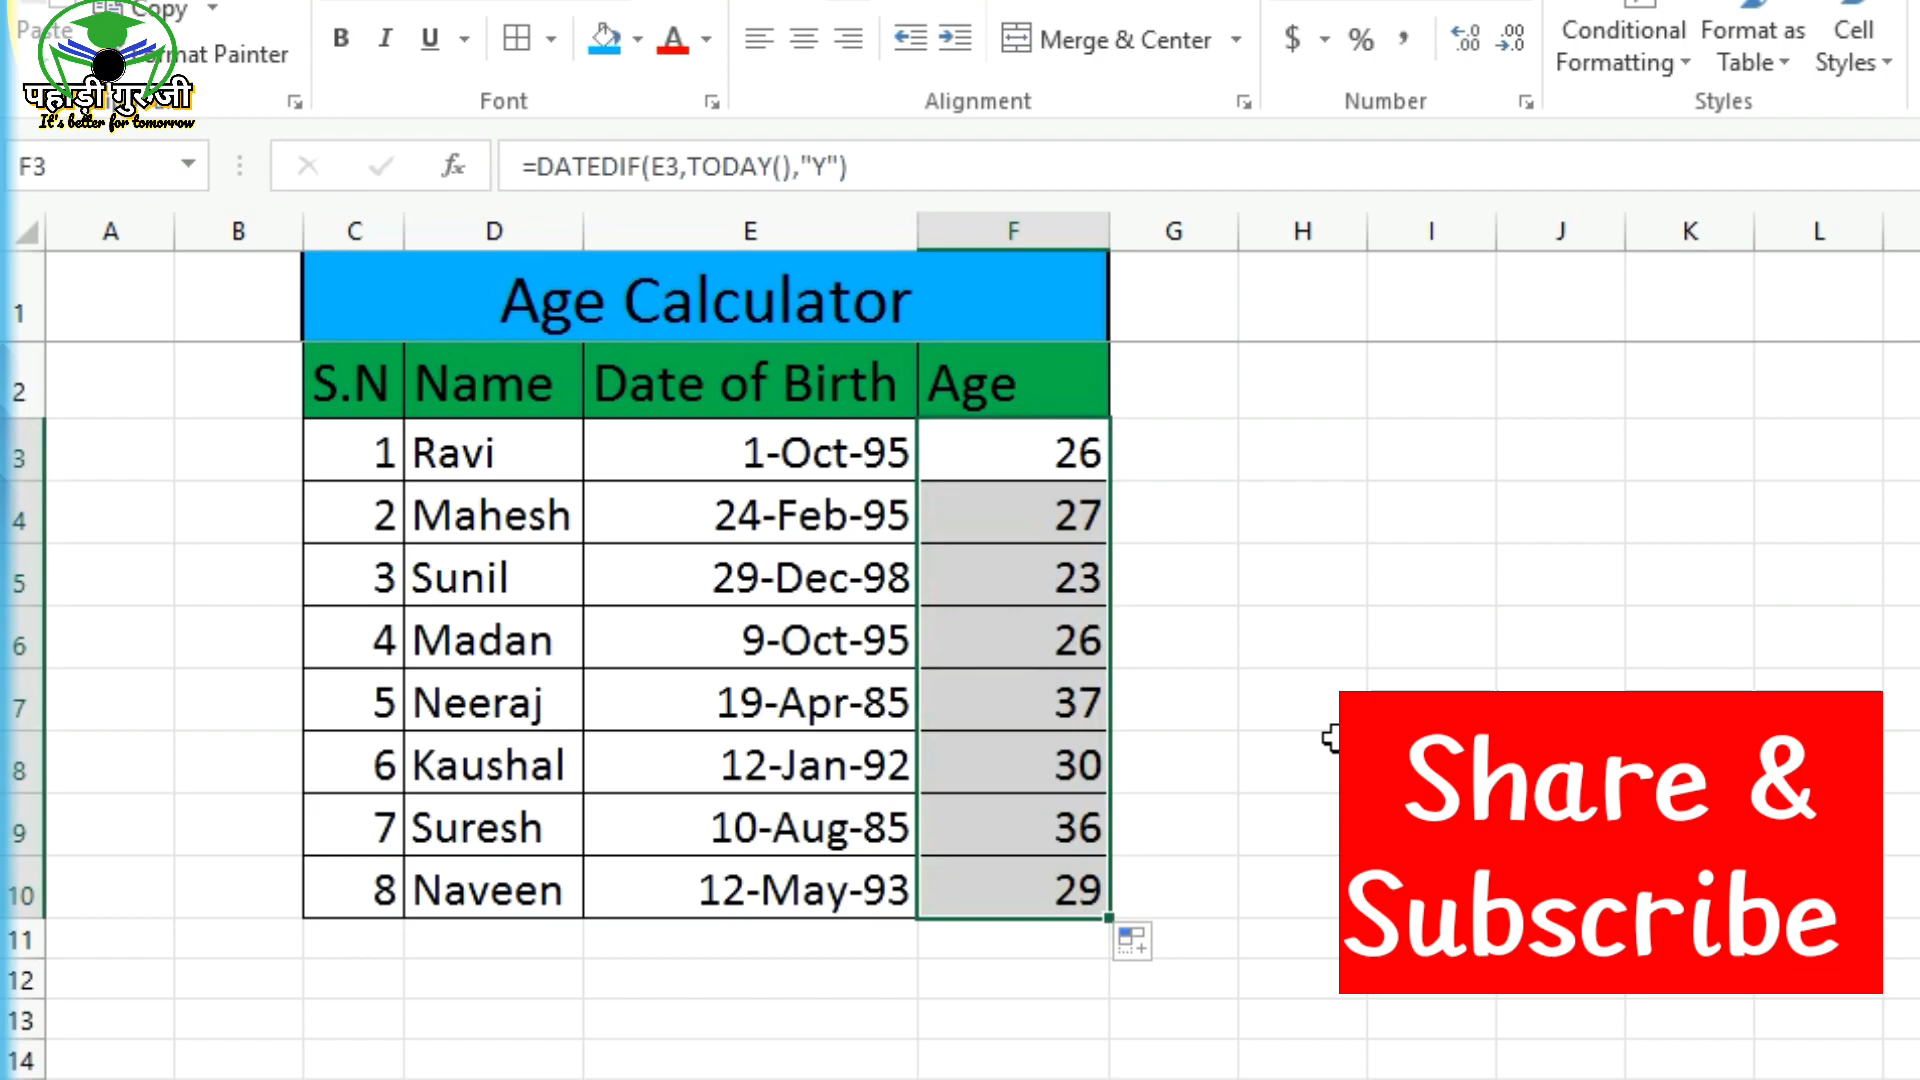 Paste
Copy
Format Painter
पहाड़ी गुरुजी
It's better for tomorrow
B I U A
Merge & Center
$ % ,
.0 .00
.00 .0
Conditional Formatting
Format as Table
Cell Styles
Font
Alignment
Number
Styles
F3
fx
=DATEDIF(E3,TODAY(),"Y")
A B C D E F G H I J K L
1 Age Calculator
2 S.N Name Date of Birth Age
3 1 Ravi 1-Oct-95 26
4 2 Mahesh 24-Feb-95 27
5 3 Sunil 29-Dec-98 23
6 4 Madan 9-Oct-95 26
7 5 Neeraj 19-Apr-85 37
8 6 Kaushal 12-Jan-92 30
9 7 Suresh 10-Aug-85 36
10 8 Naveen 12-May-93 29
11
12
13
14
Share &
Subscribe